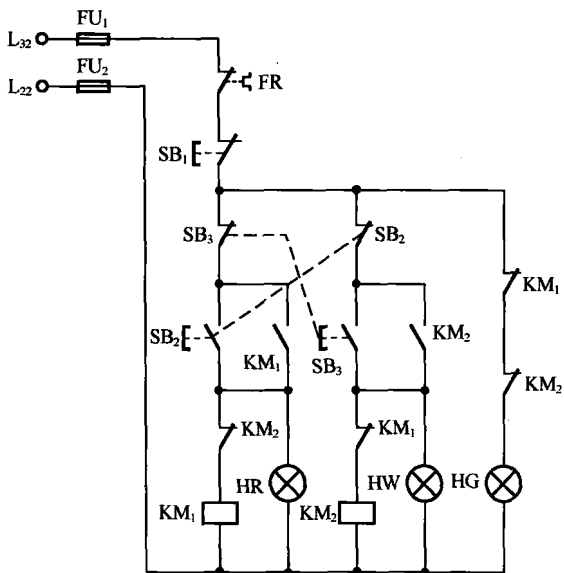 FU₁
L₃₂
FU₂
L₂₂
FR
SB₁
SB₃
SB₂
KM₁
SB₂
KM₁
SB₃
KM₂
KM₂
KM₂
KM₁
HR
HW
HG
KM₁
KM₂